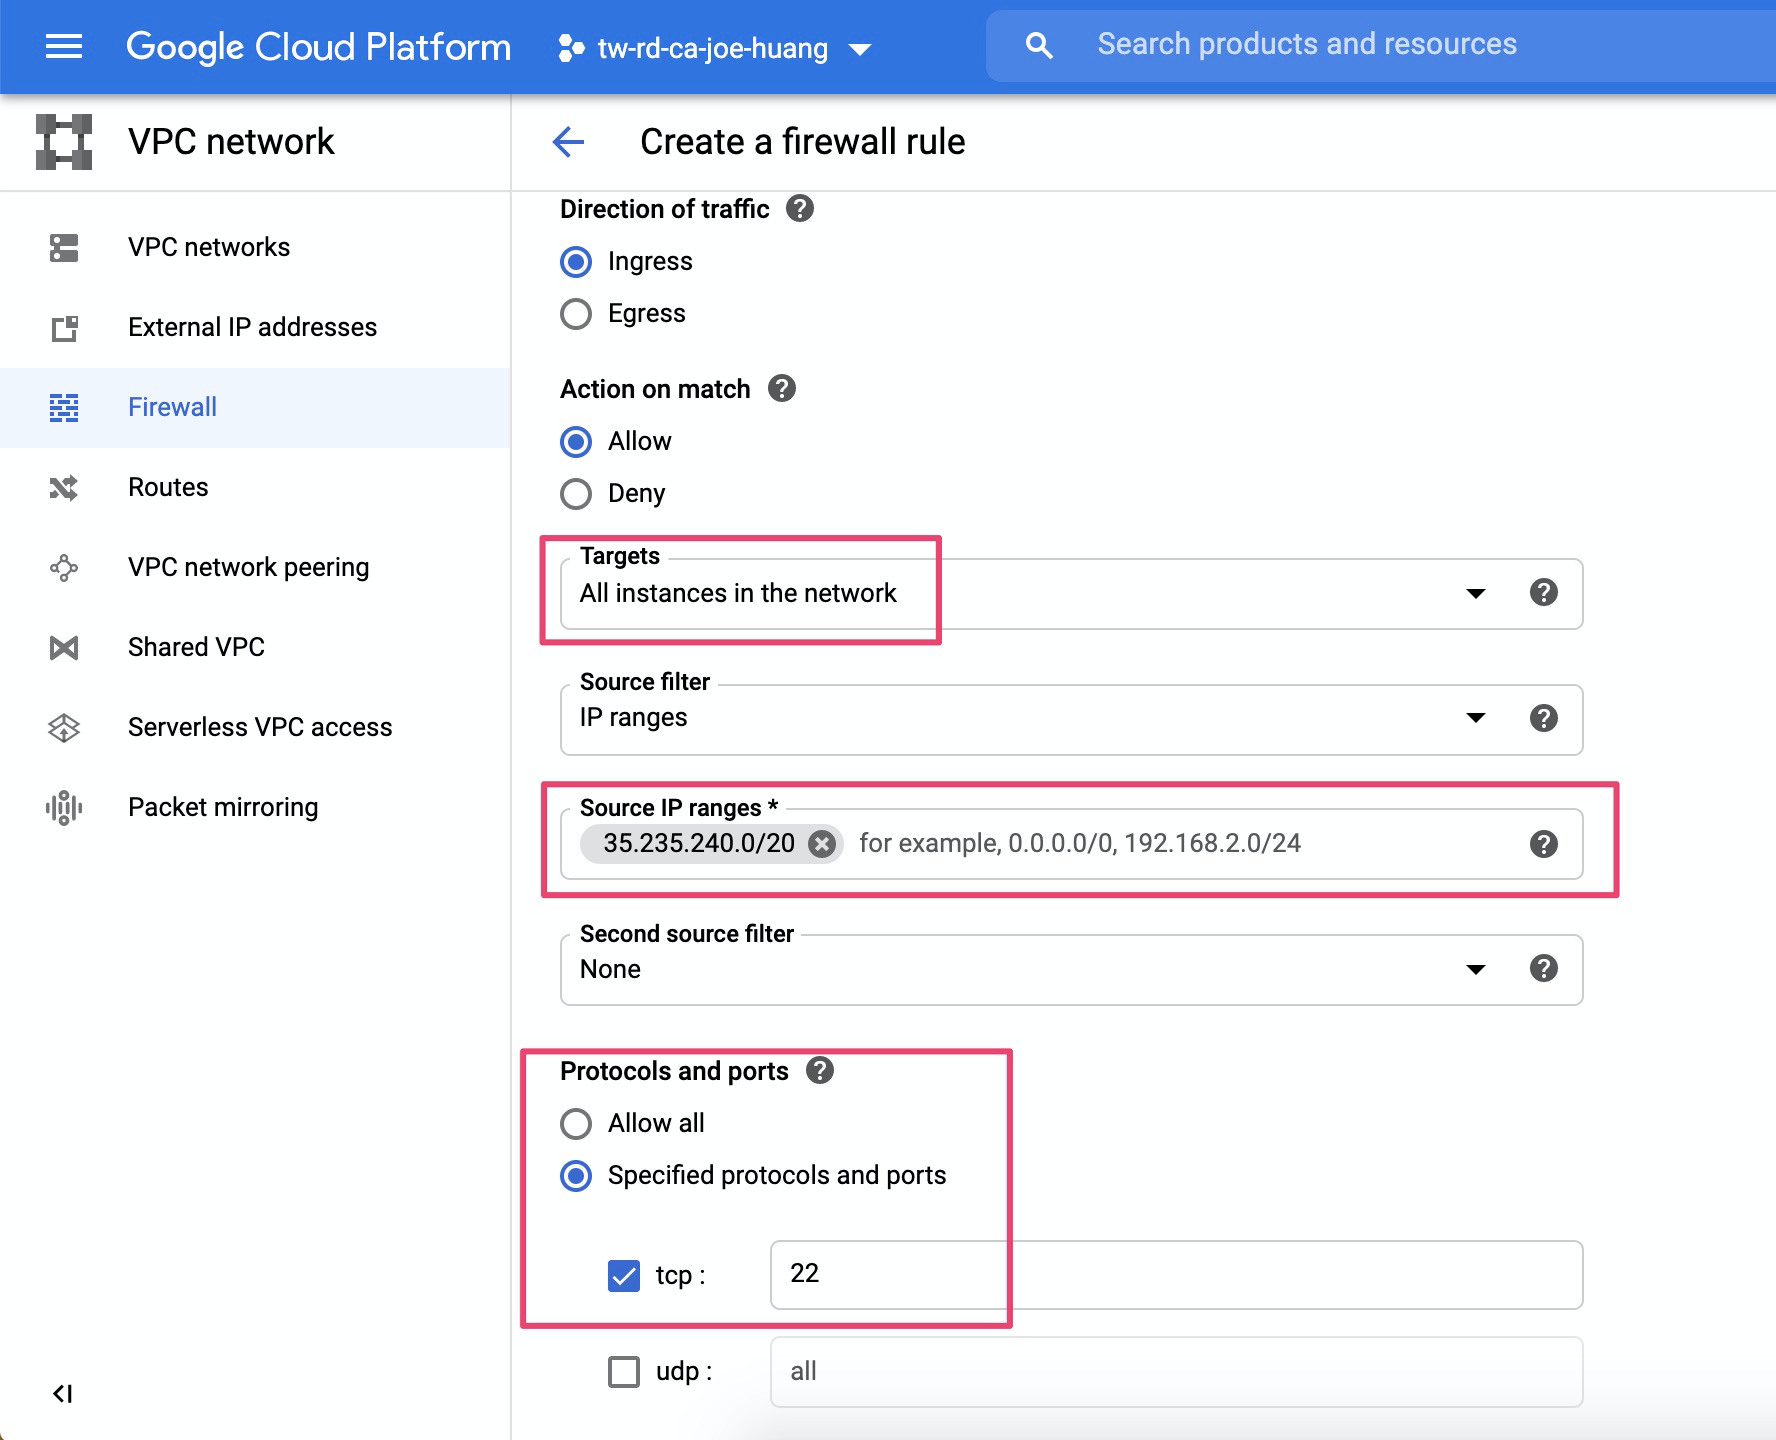 Google Cloud Platform
tw-rd-ca-joe-huang
Search products and resources
VPC network
Create a firewall rule
VPC networks
External IP addresses
Firewall
Routes
VPC network peering
Shared VPC
Serverless VPC access
Packet mirroring
Direction of traffic
Ingress
Egress
Action on match
Allow
Deny
Targets
All instances in the network
Source filter
IP ranges
Source IP ranges *
35.235.240.0/20 for example, 0.0.0.0/0, 192.168.2.0/24
Second source filter
None
Protocols and ports
Allow all
Specified protocols and ports
tcp : 22
udp : all